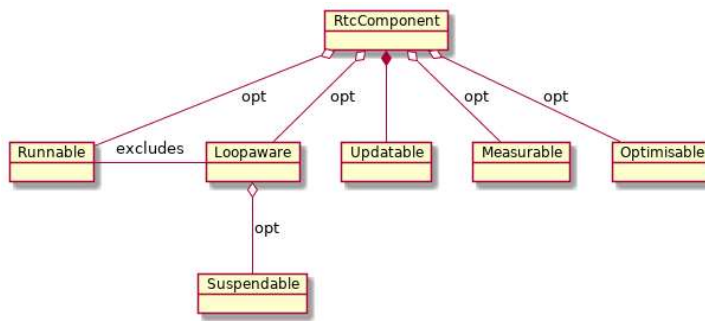 RtcComponent
opt
opt
opt
opt
Runnable
excludes
Loopaware
Updatable
Measurable
Optimisable
opt
Suspendable